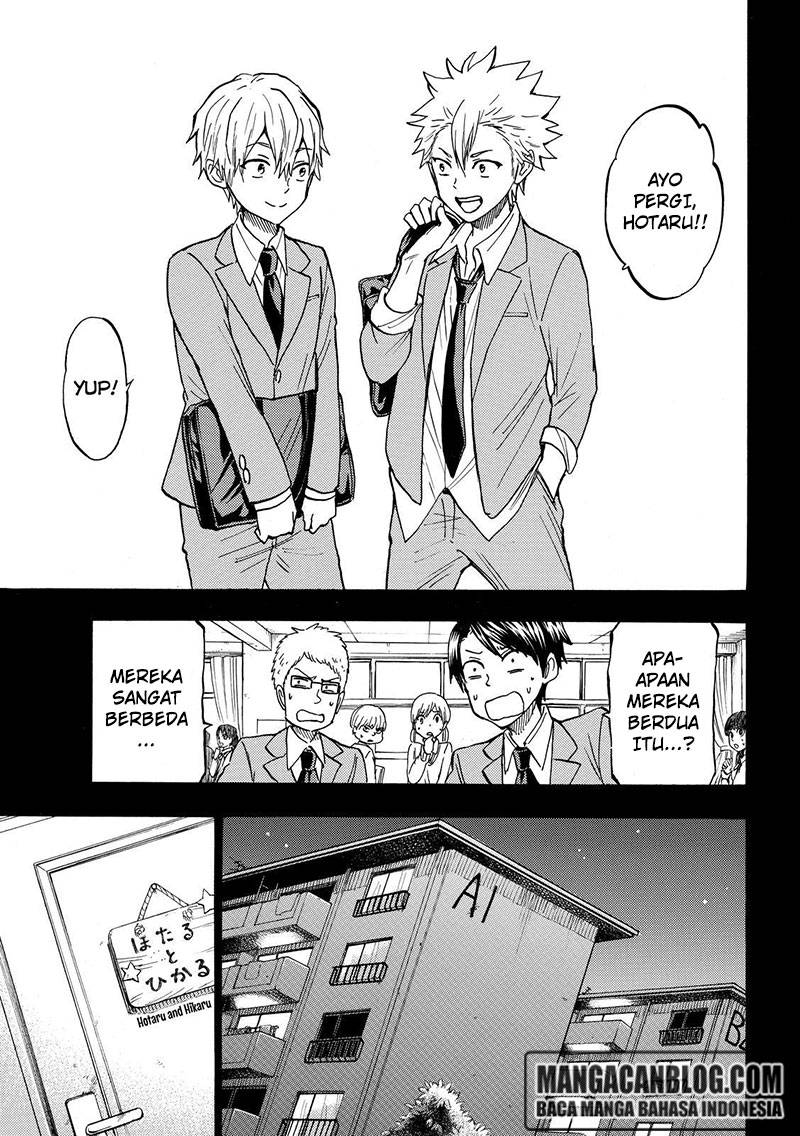 AYO
PERGI,
HOTARU!!
YUP!
APA-
APAAN
MEREKA
BERDUA
ITU...?
MEREKA
SANGAT
BERBEDA
...
A1
ほたる
と
ひかる
Hotaru and Hikaru
MANGACANBLOG.COM
BACA MANGA BAHASA INDONESIA